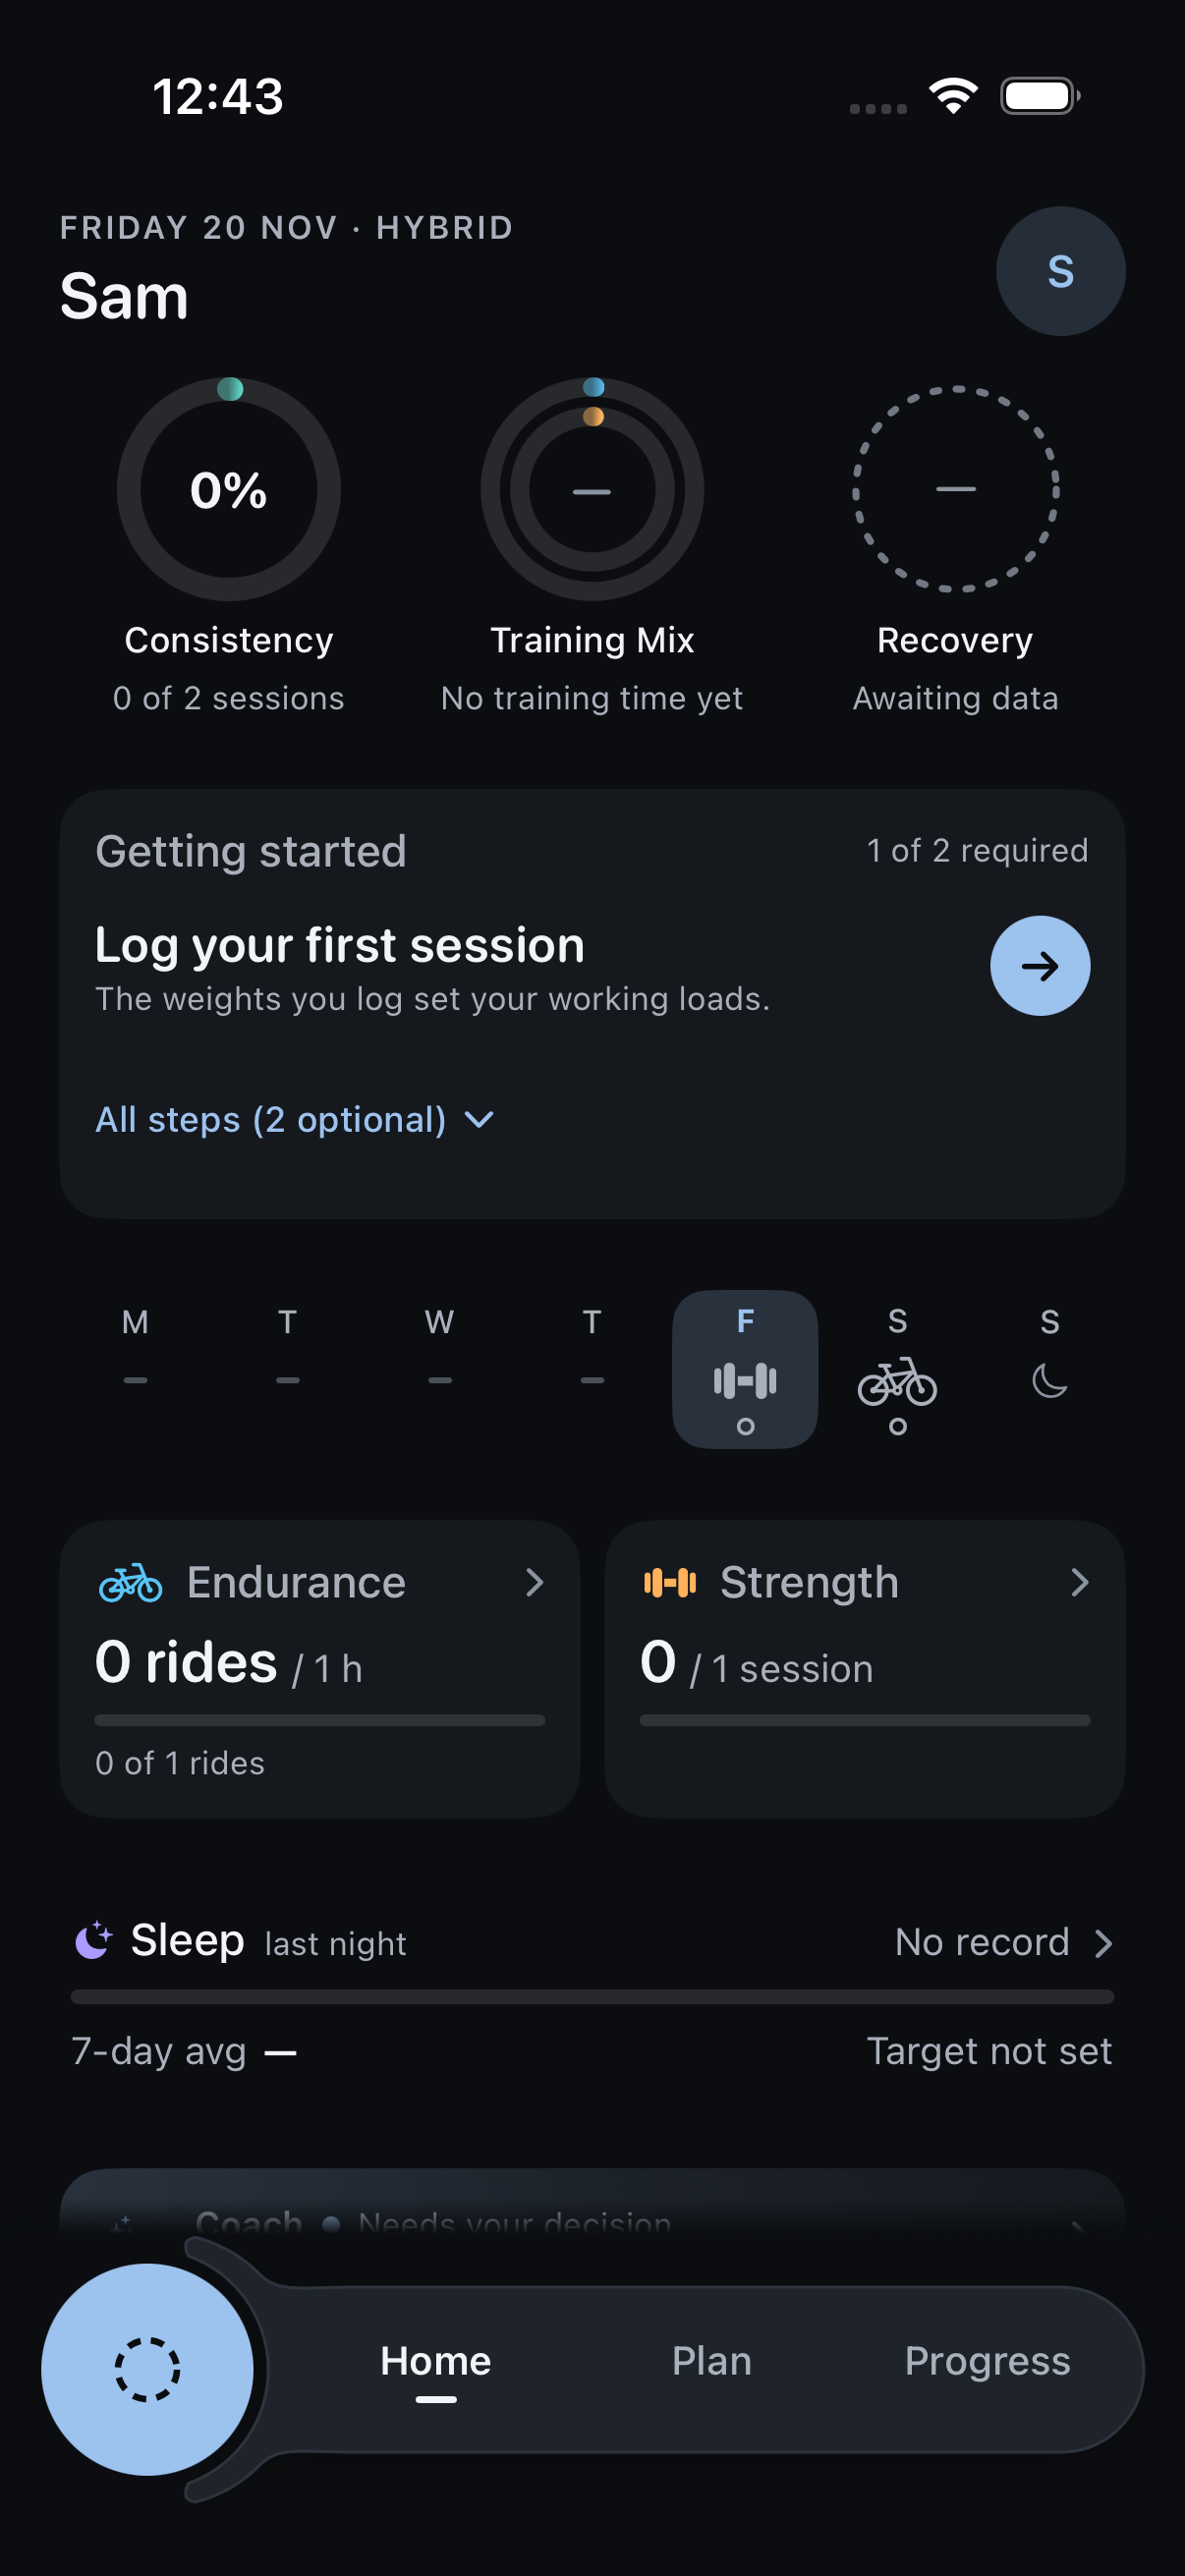 12:43
FRIDAY 20 NOV · HYBRID
Sam
S
0%
—
—
Consistency
Training Mix
Recovery
0 of 2 sessions
No training time yet
Awaiting data
Getting started
1 of 2 required
Log your first session
The weights you log set your working loads.
All steps (2 optional)
M T W T F S S
Endurance
0 rides / 1 h
0 of 1 rides
Strength
0 / 1 session
Sleep last night
No record
7-day avg —
Target not set
Coach • Needs your decision
Home
Plan
Progress